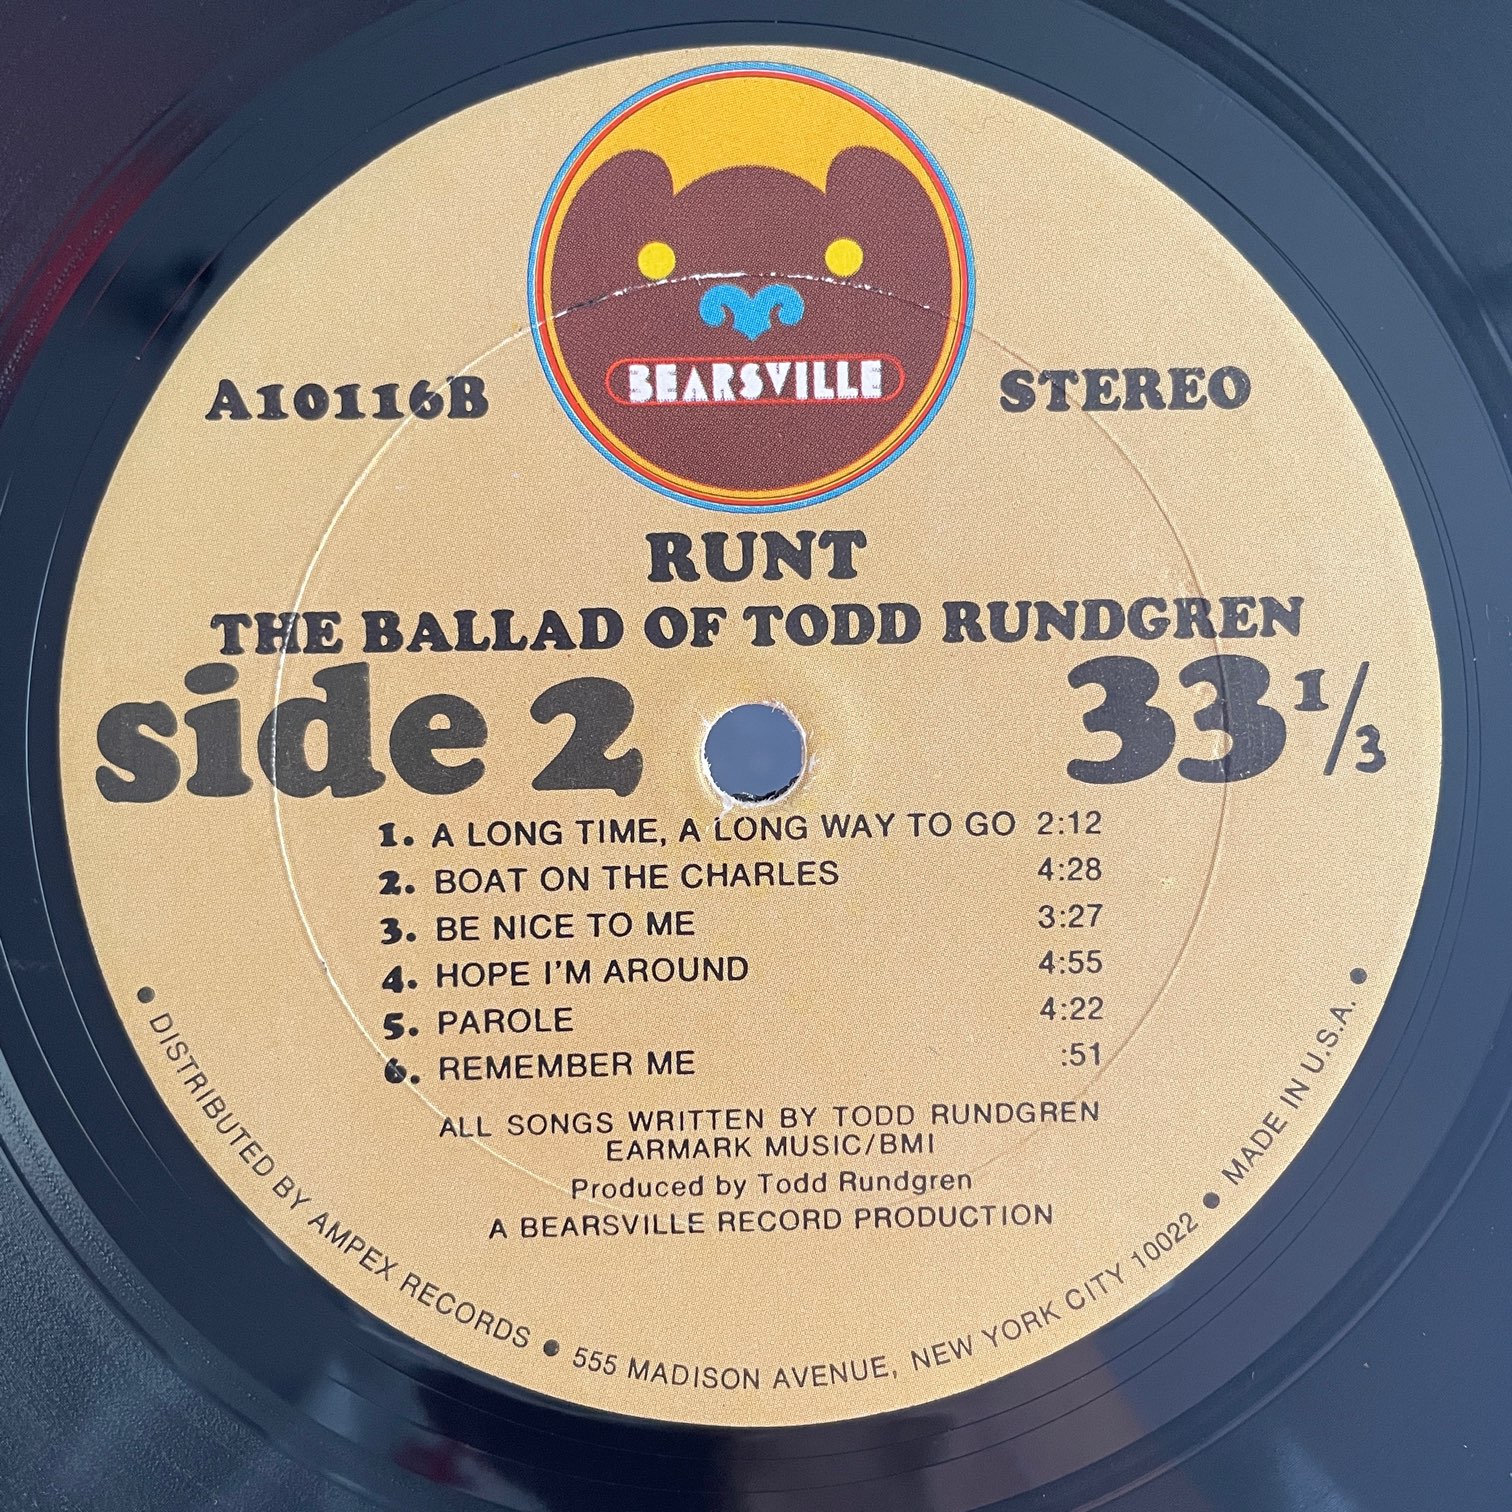 BEARSVILLE
A10116B STEREO
RUNT
THE BALLAD OF TODD RUNDGREN
side 2 33 1/3
1. A LONG TIME, A LONG WAY TO GO 2:12
2. BOAT ON THE CHARLES 4:28
3. BE NICE TO ME 3:27
4. HOPE I'M AROUND 4:55
5. PAROLE 4:22
6. REMEMBER ME :51
ALL SONGS WRITTEN BY TODD RUNDGREN
EARMARK MUSIC/BMI
Produced by Todd Rundgren
A BEARSVILLE RECORD PRODUCTION
• DISTRIBUTED BY AMPEX RECORDS • 555 MADISON AVENUE, NEW YORK CITY 10022 • MADE IN U.S.A. •